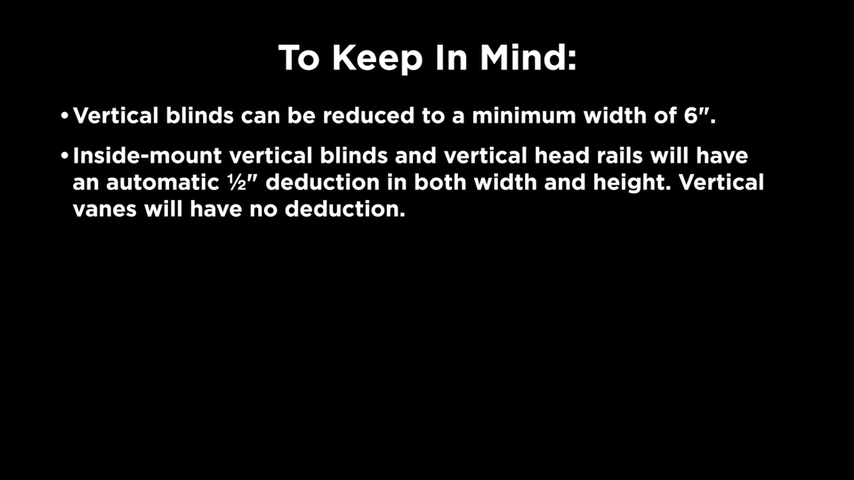 To Keep In Mind:
•Vertical blinds can be reduced to a minimum width of 6".
•Inside-mount vertical blinds and vertical head rails will have
an automatic ½" deduction in both width and height. Vertical
vanes will have no deduction.